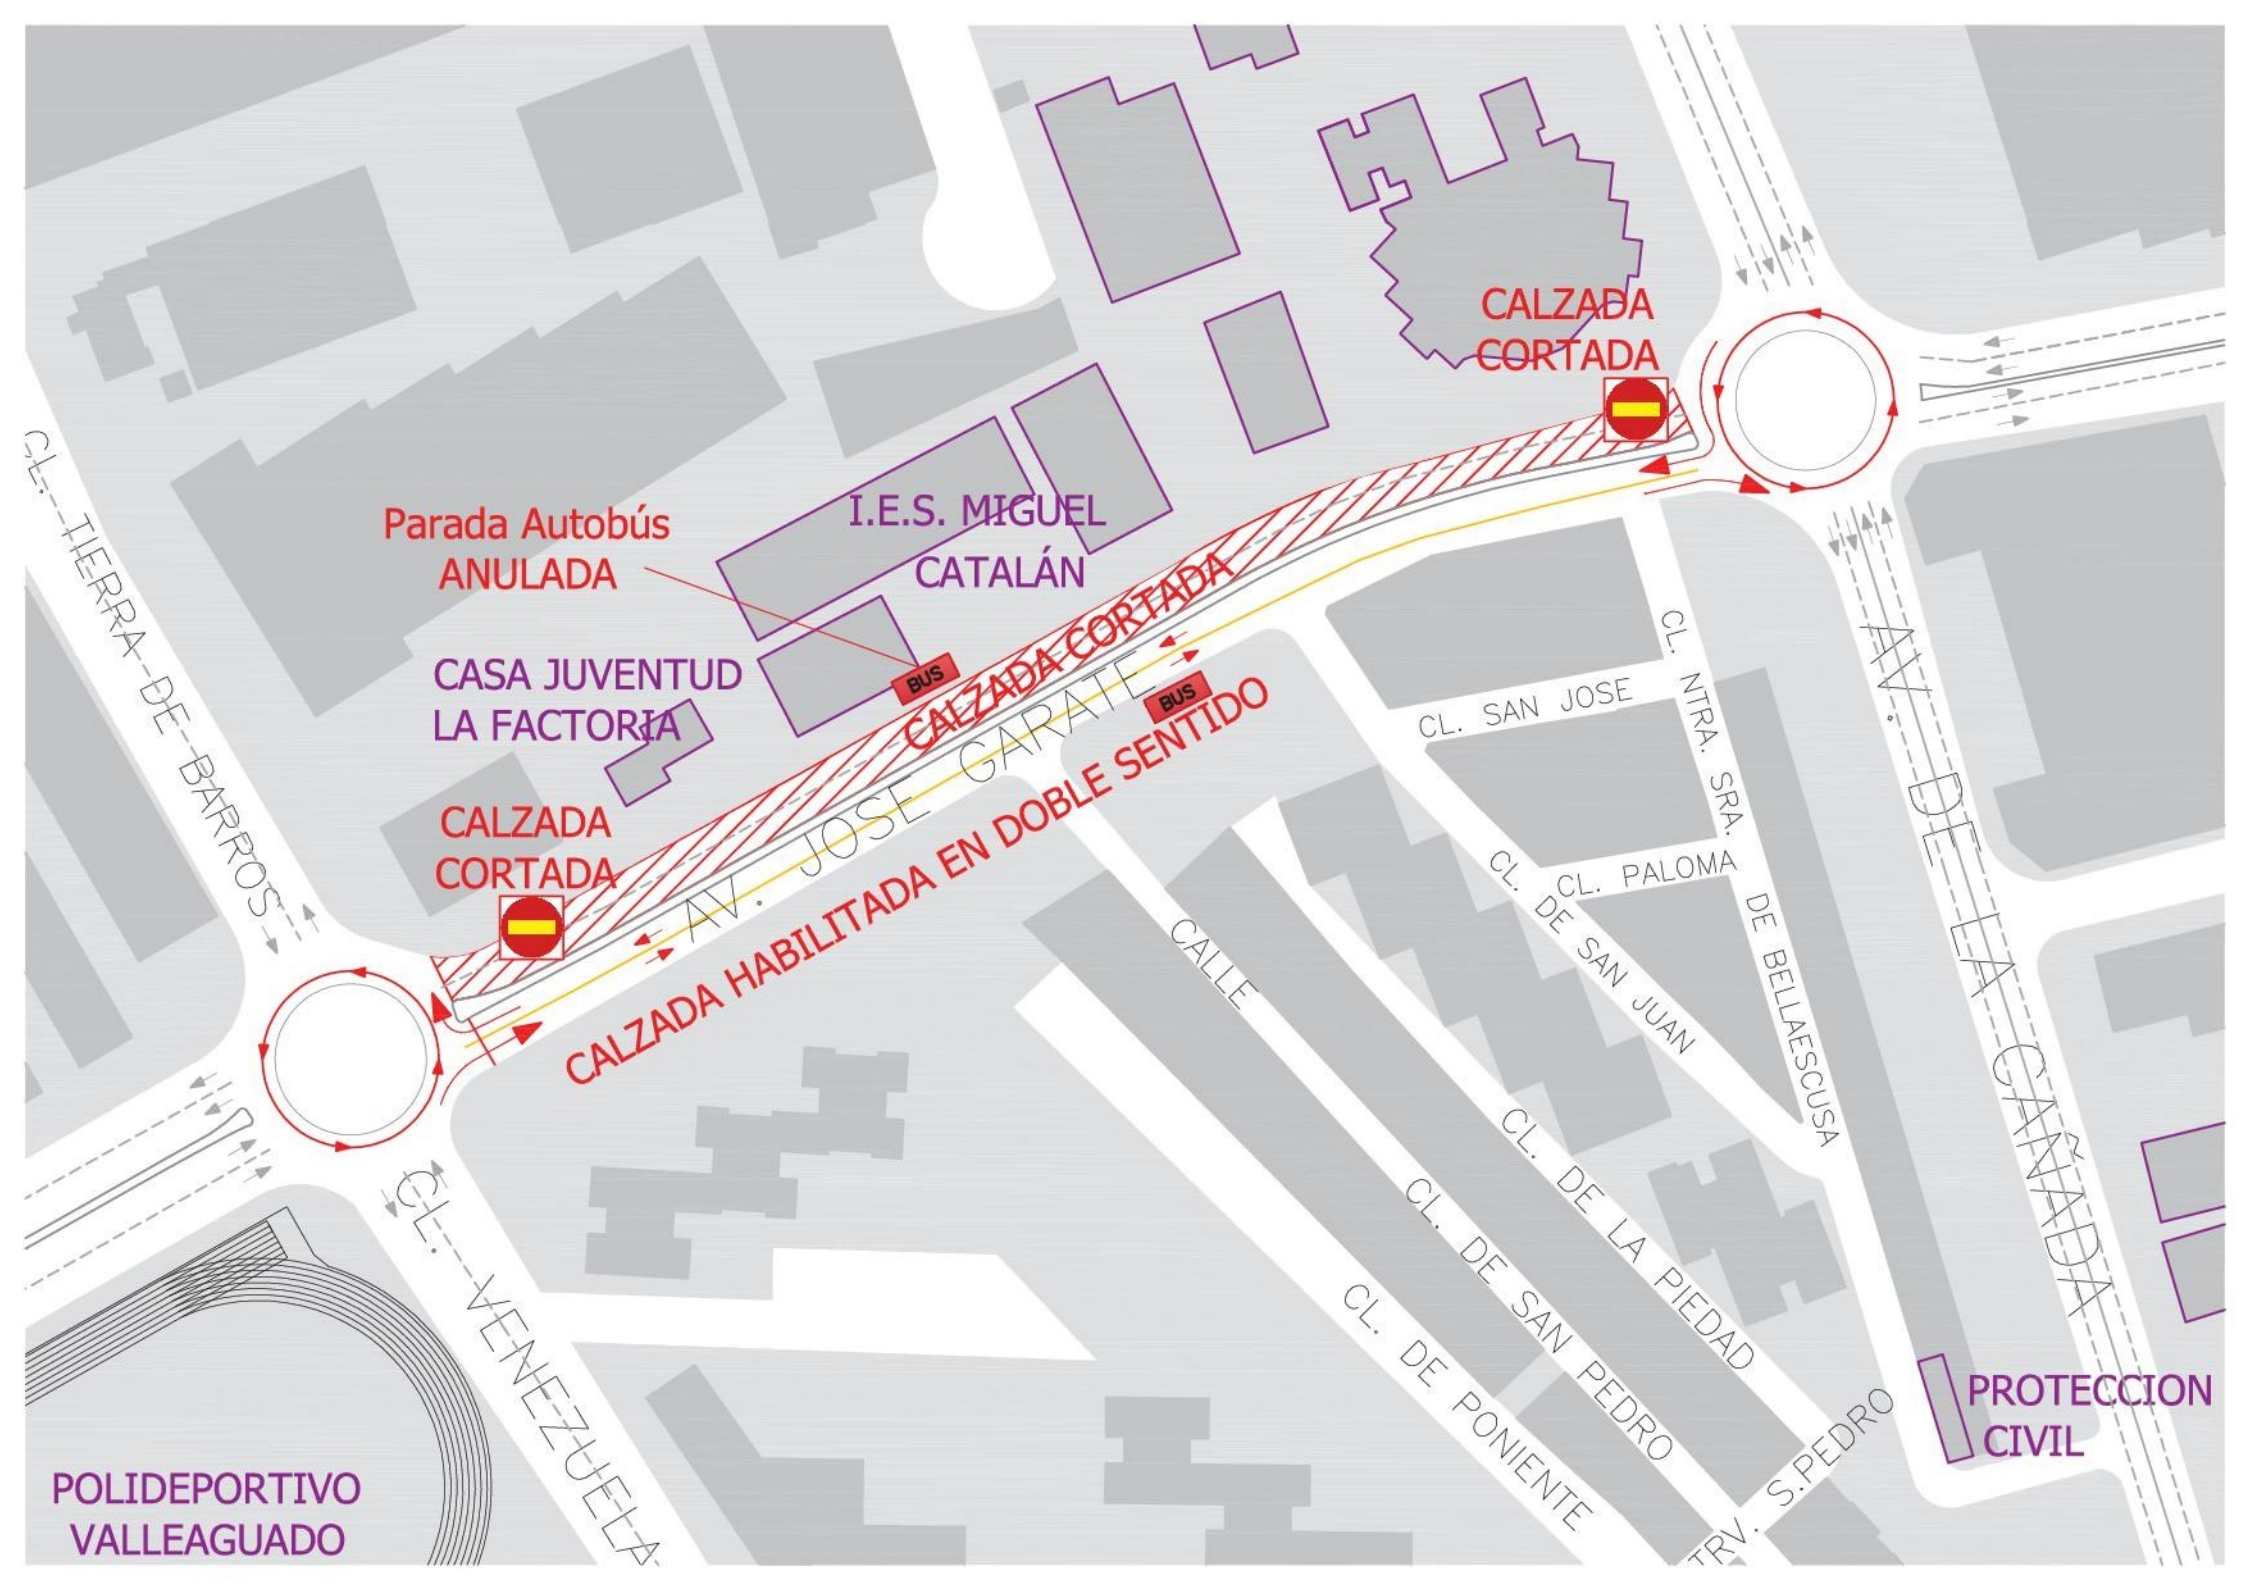 CALZADA
CORTADA
CL. TIERRA DE BARROS
Parada Autobús
ANULADA
I.E.S. MIGUEL
CATALÁN
CALZADA CORTADA
BUS
BUS
CASA JUVENTUD
LA FACTORIA
CALZADA
CORTADA
AV. JOSE GARATE
CALZADA HABILITADA EN DOBLE SENTIDO
CL. SAN JOSE
CL. NTRA. SRA. DE BELLAESCUSA
AV. DE LA CAÑADA
CL. PALOMA
CL. DE SAN JUAN
CALLE
CL. DE LA PIEDAD
CL. DE SAN PEDRO
CL. DE PONIENTE
CL. VENEZUELA
TRV. S.PEDRO
PROTECCION
CIVIL
POLIDEPORTIVO
VALLEAGUADO